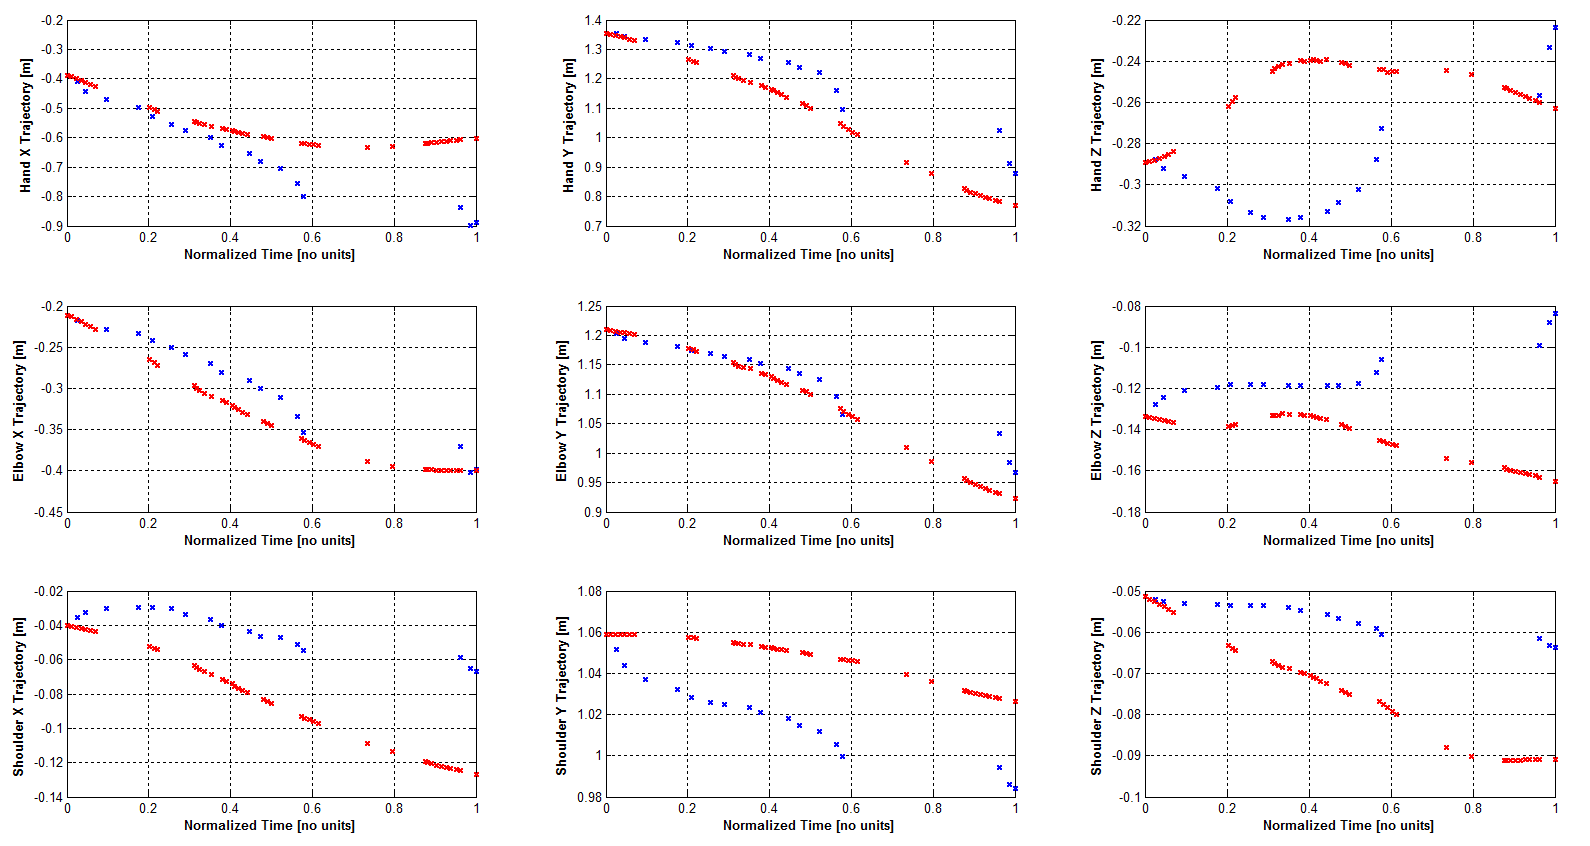 -0.2
-0.3
-0.4
-0.5
-0.6
-0.7
-0.8
-0.9
0 0.2 0.4 0.6 0.8 1
Hand X Trajectory [m]
Normalized Time [no units]
1.4
1.3
1.2
1.1
1
0.9
0.8
0.7
0 0.2 0.4 0.6 0.8 1
Hand Y Trajectory [m]
Normalized Time [no units]
-0.22
-0.24
-0.26
-0.28
-0.3
-0.32
0 0.2 0.4 0.6 0.8 1
Hand Z Trajectory [m]
Normalized Time [no units]
-0.2
-0.25
-0.3
-0.35
-0.4
-0.45
0 0.2 0.4 0.6 0.8 1
Elbow X Trajectory [m]
Normalized Time [no units]
1.25
1.2
1.15
1.1
1.05
1
0.95
0.9
0 0.2 0.4 0.6 0.8 1
Elbow Y Trajectory [m]
Normalized Time [no units]
-0.08
-0.1
-0.12
-0.14
-0.16
-0.18
0 0.2 0.4 0.6 0.8 1
Elbow Z Trajectory [m]
Normalized Time [no units]
-0.02
-0.04
-0.06
-0.08
-0.1
-0.12
-0.14
0 0.2 0.4 0.6 0.8 1
Shoulder X Trajectory [m]
Normalized Time [no units]
1.08
1.06
1.04
1.02
1
0.98
0 0.2 0.4 0.6 0.8 1
Shoulder Y Trajectory [m]
Normalized Time [no units]
-0.05
-0.06
-0.07
-0.08
-0.09
-0.1
0 0.2 0.4 0.6 0.8 1
Shoulder Z Trajectory [m]
Normalized Time [no units]